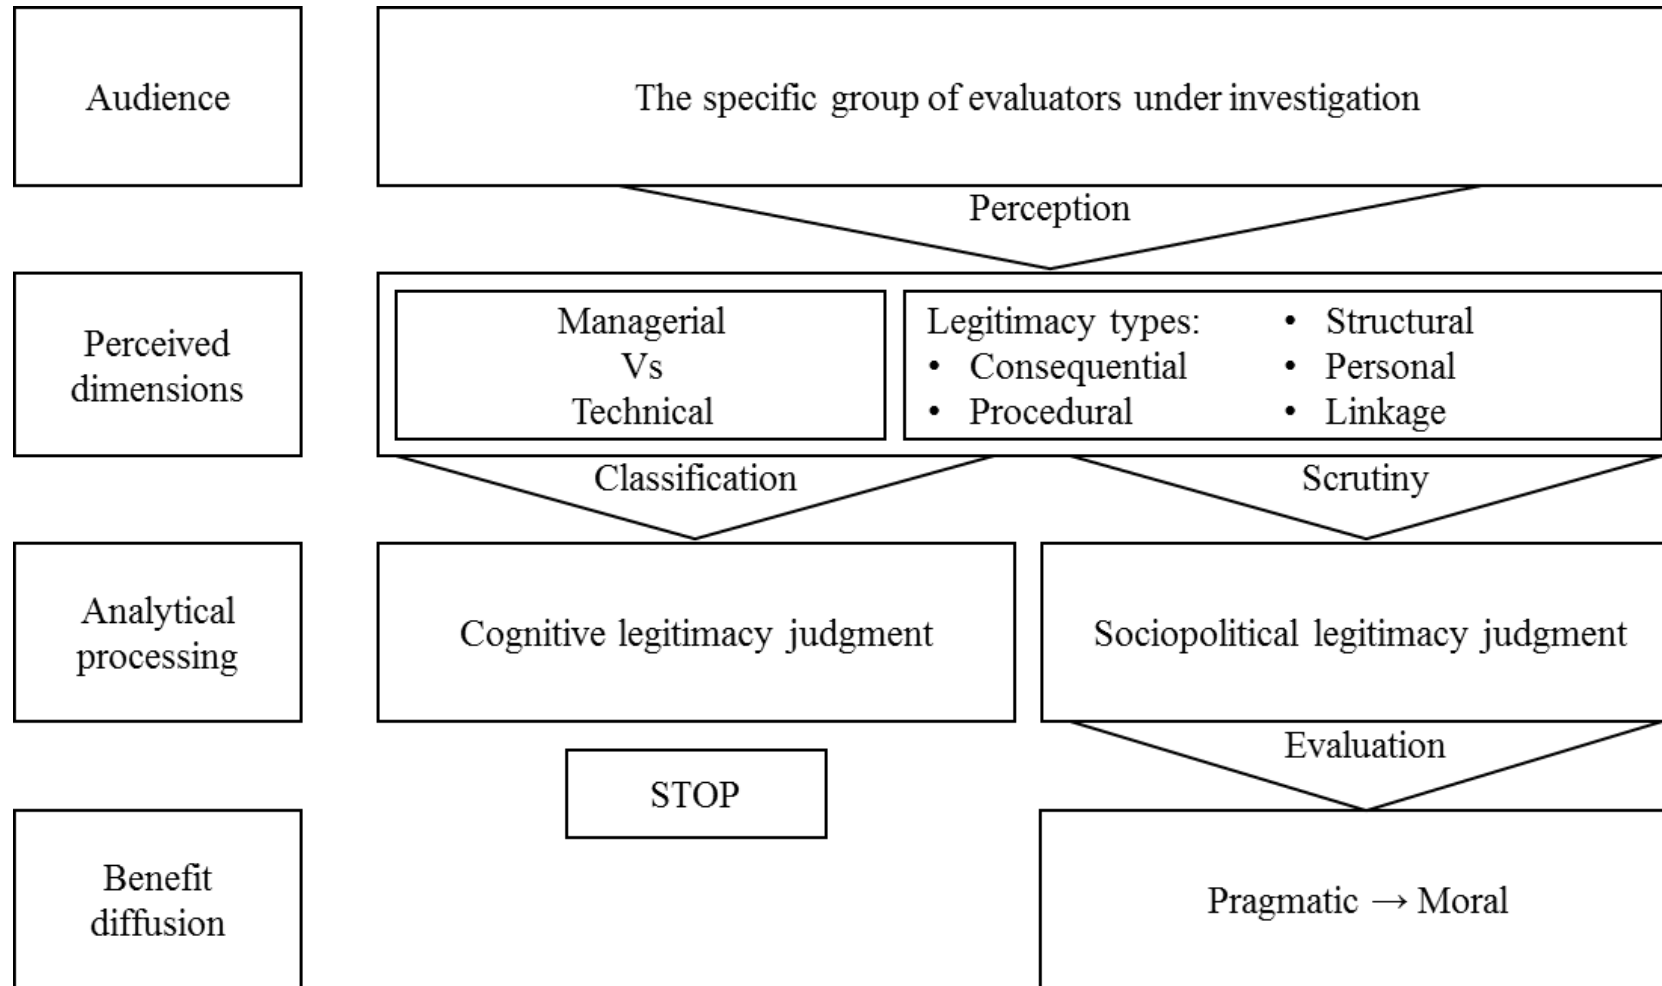 Audience
The specific group of evaluators under investigation
Perception
Perceived
dimensions
Managerial
Vs
Technical
Legitimacy types:
• Consequential
• Procedural
• Structural
• Personal
• Linkage
Classification
Scrutiny
Analytical
processing
Cognitive legitimacy judgment
Sociopolitical legitimacy judgment
Evaluation
STOP
Benefit
diffusion
Pragmatic → Moral